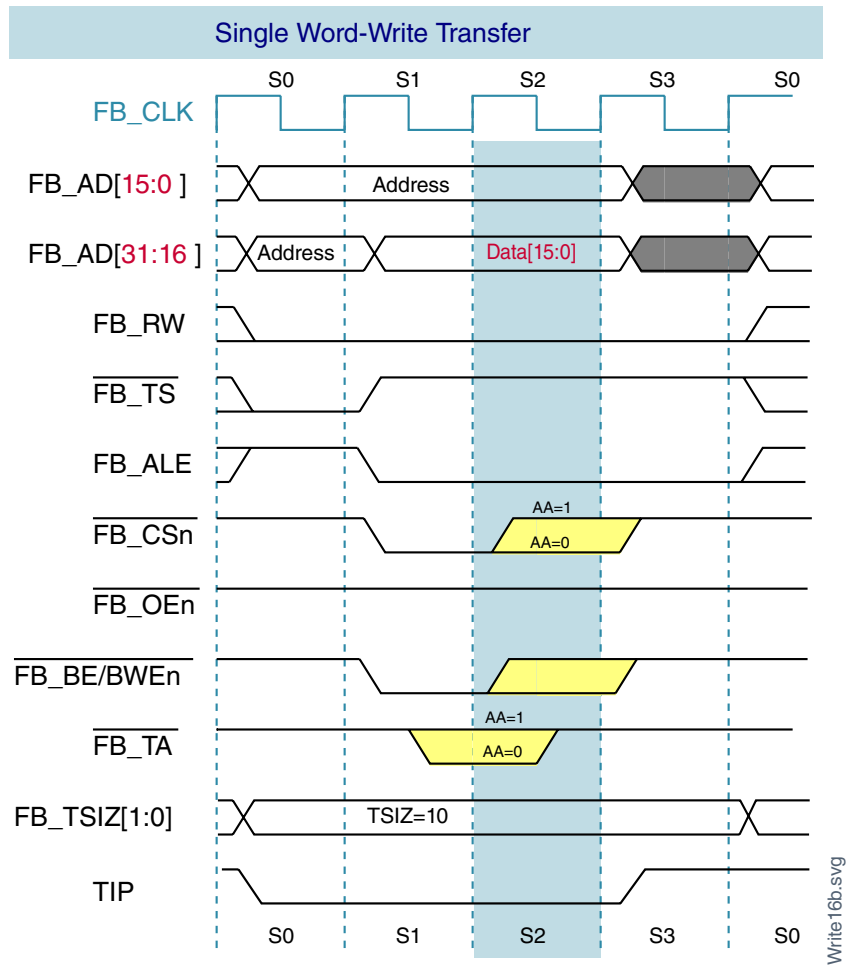 Single Word-Write Transfer
S0 S1 S2 S3 S0
FB_CLK
FB_AD[15:0 ] Address
FB_AD[31:16 ] Address Data[15:0]
FB_RW
FB_TS
FB_ALE
AA=1
FB_CSn AA=0
FB_OEn
FB_BE/BWEn
AA=1
FB_TA AA=0
FB_TSIZ[1:0] TSIZ=10
TIP
S0 S1 S2 S3 S0
Write16b.svg